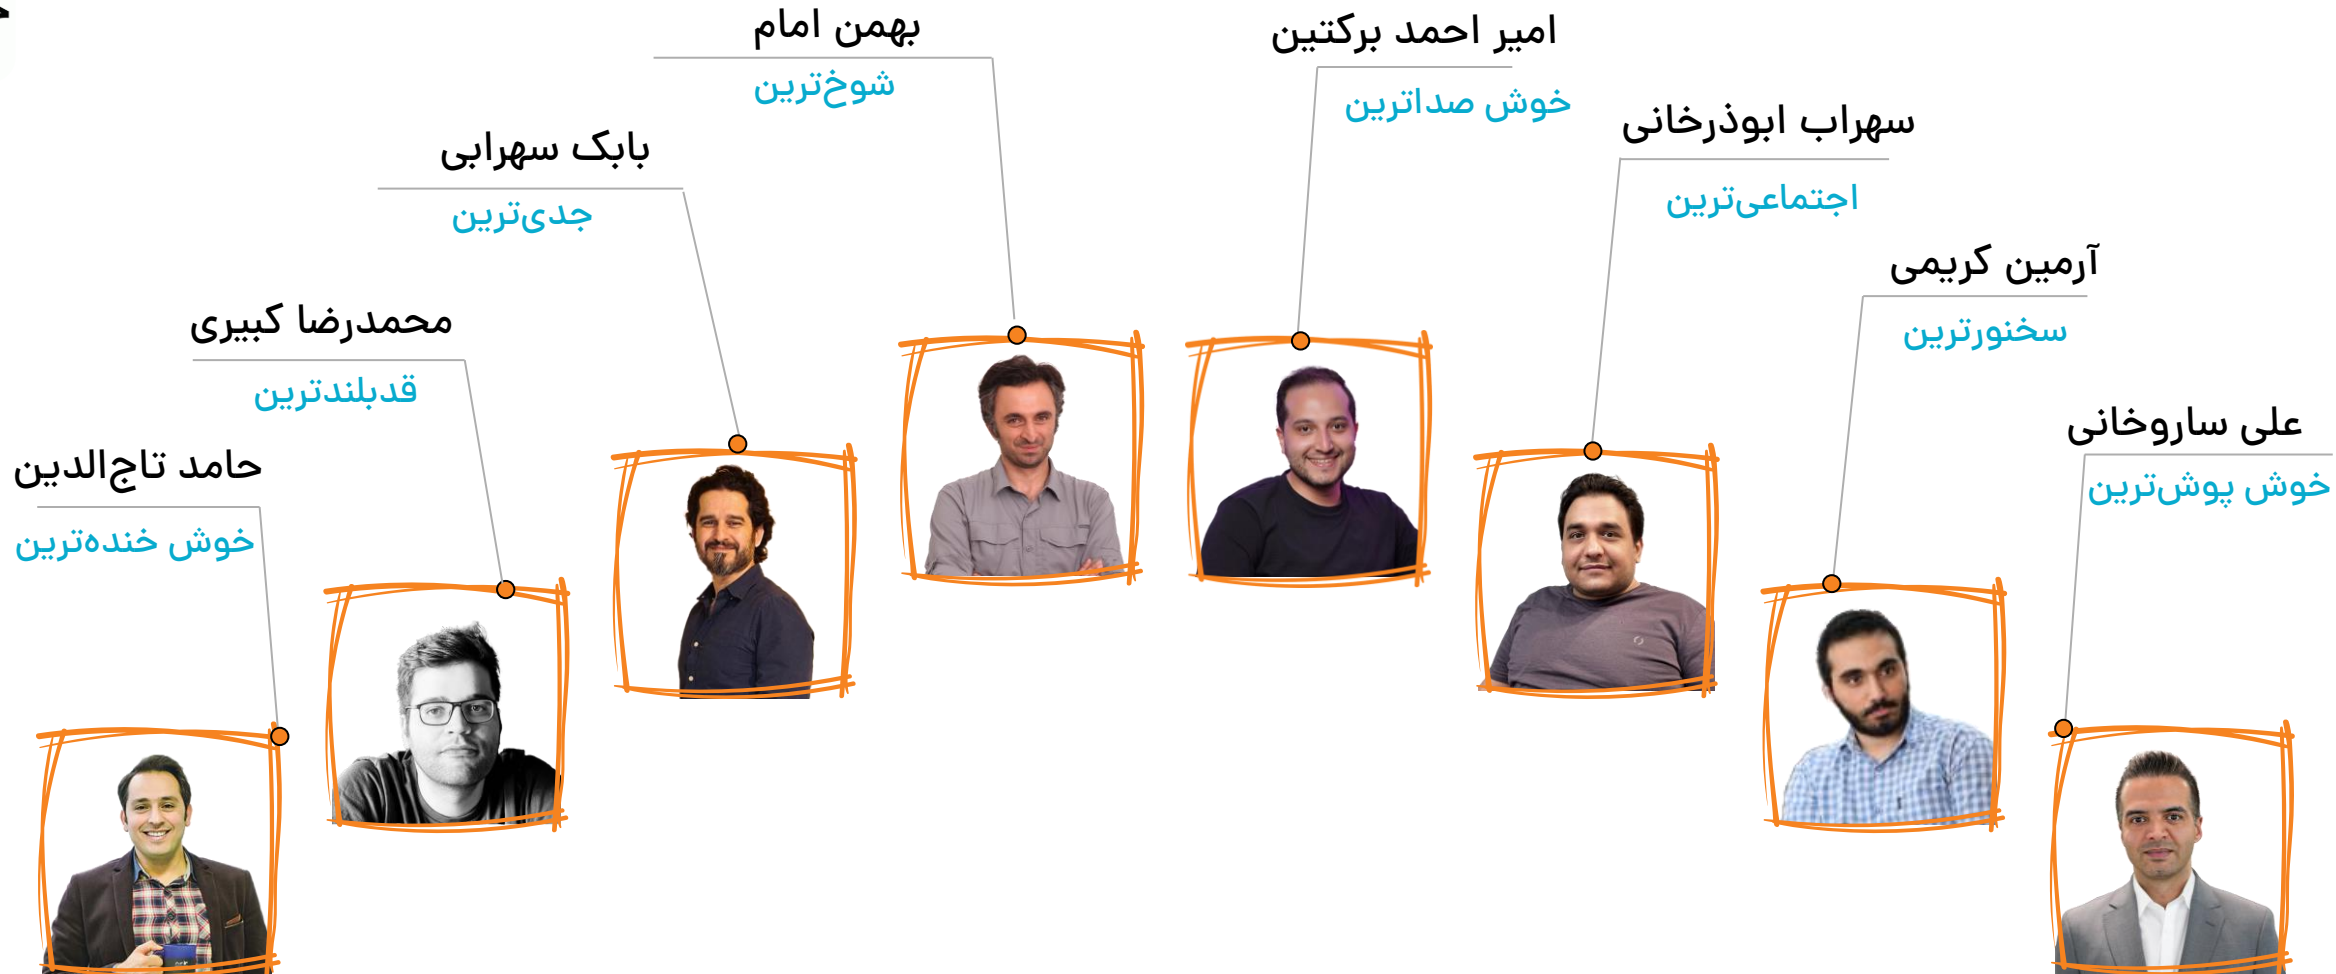 بهمن امام
شوخ‌ترین
امیر احمد برکتین
خوش صداترین
سهراب ابوذرخانی
اجتماعی‌ترین
بابک سهرابی
جدی‌ترین
آرمین کریمی
سخنورترین
محمدرضا کبیری
قدبلندترین
علی ساروخانی
خوش پوش‌ترین
حامد تاج‌الدین
خوش خنده‌ترین